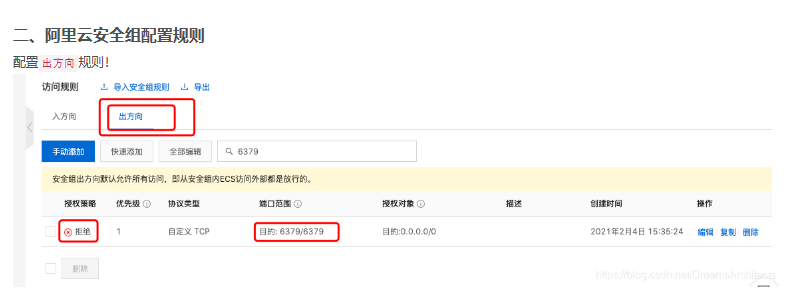 二、阿里云安全组配置规则
配置 出方向 规则!
访问规则 导入安全组规则 导出
入方向 出方向
手动添加 快速添加 全部编辑 6379
安全组出方向默认允许所有访问，即从安全组内ECS访问外部都是放行的。
授权策略 优先级 协议类型 端口范围 授权对象 描述 创建时间 操作
拒绝 1 自定义 TCP 目的: 6379/6379 目的:0.0.0.0/0 2021年2月4日 15:35:24 编辑 复制 删除
删除
https://blog.csdn.net/DreamsArchitects